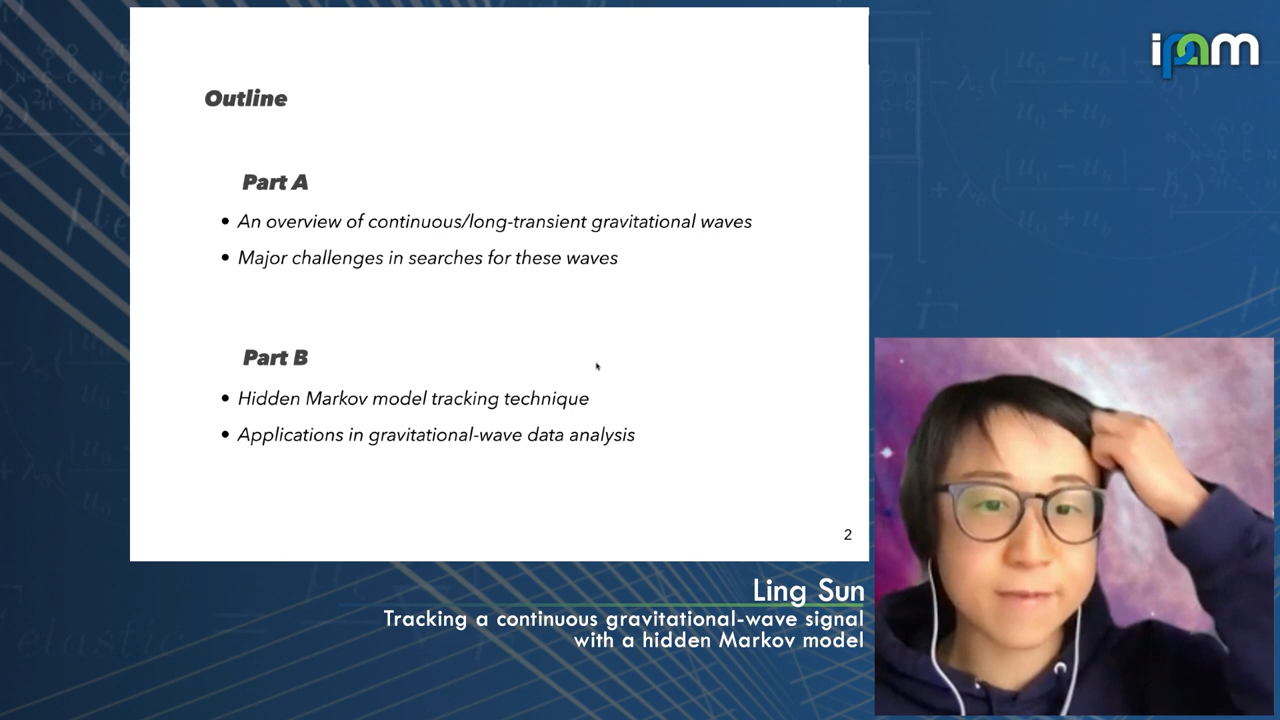 ipam
Outline
Part A
• An overview of continuous/long-transient gravitational waves
• Major challenges in searches for these waves
Part B
• Hidden Markov model tracking technique
• Applications in gravitational-wave data analysis
2
Ling Sun
Tracking a continuous gravitational-wave signal
with a hidden Markov model